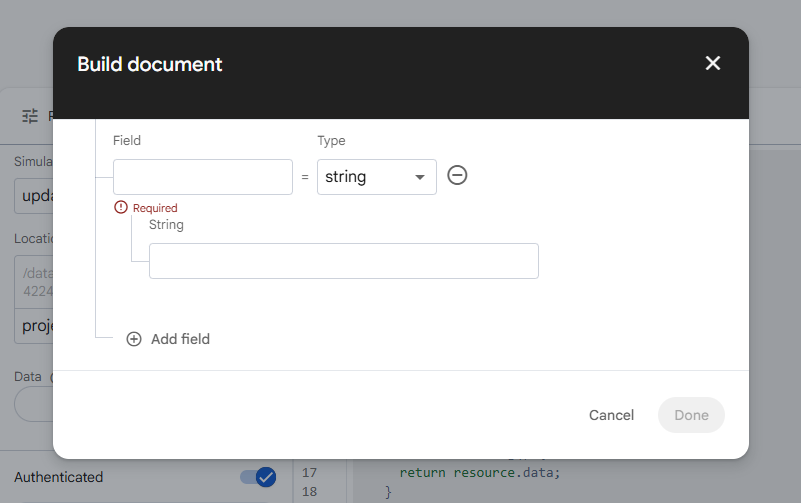 Build document
Field
Type
= string
Required
String
Add field
Cancel
Done
Simula
upda
Locatio
/data
4224
proje
Data
Authenticated
17
return resource.data;
18
}